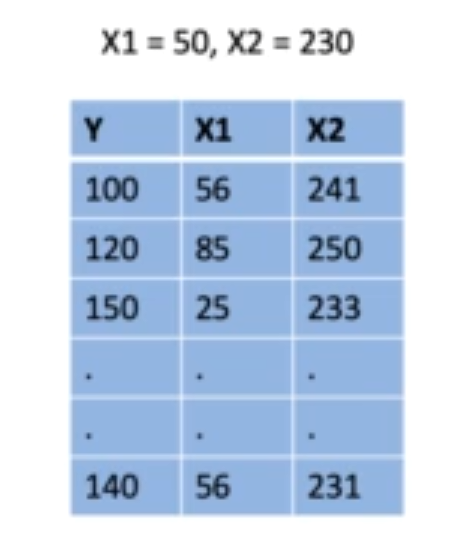 X1 = 50, X2 = 230
Y X1 X2
100 56 241
120 85 250
150 25 233
. . .
. . .
140 56 231